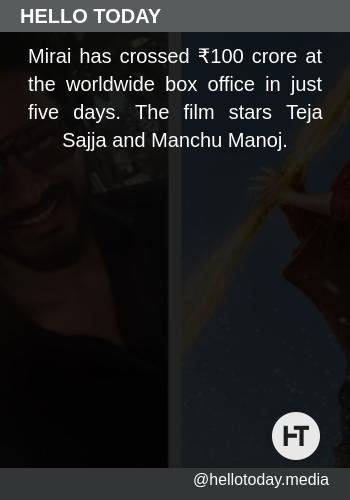 HELLO TODAY
Mirai has crossed ₹100 crore at
the worldwide box office in just
five days. The film stars Teja
Sajja and Manchu Manoj.
HT
@hellotoday.media